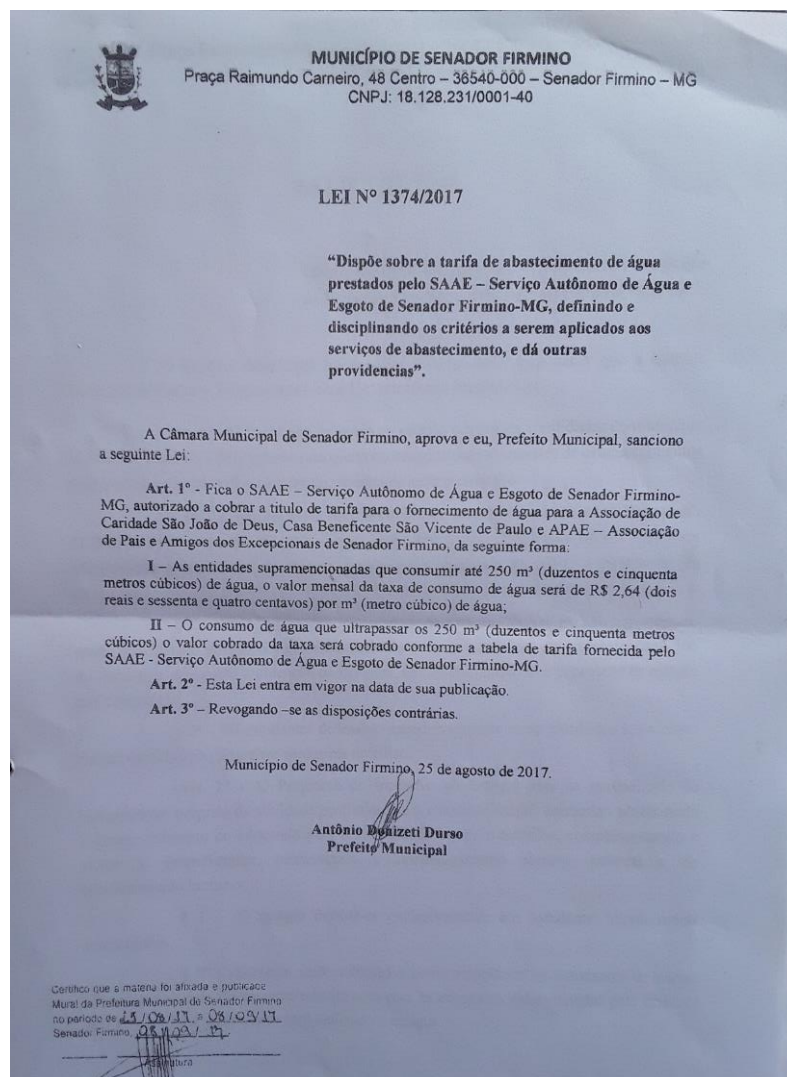 MUNICÍPIO DE SENADOR FIRMINO
Praça Raimundo Carneiro, 48 Centro – 36540-000 – Senador Firmino – MG
CNPJ: 18.128.231/0001-40
LEI Nº 1374/2017
“Dispõe sobre a tarifa de abastecimento de água
prestados pelo SAAE – Serviço Autônomo de Água e
Esgoto de Senador Firmino-MG, definindo e
disciplinando os critérios a serem aplicados aos
serviços de abastecimento, e dá outras
providencias”.
A Câmara Municipal de Senador Firmino, aprova e eu, Prefeito Municipal, sanciono
a seguinte Lei:
Art. 1º - Fica o SAAE – Serviço Autônomo de Água e Esgoto de Senador Firmino-
MG, autorizado a cobrar a titulo de tarifa para o fornecimento de água para a Associação de
Caridade São João de Deus, Casa Beneficente São Vicente de Paulo e APAE – Associação
de Pais e Amigos dos Excepcionais de Senador Firmino, da seguinte forma:
I – As entidades supramencionadas que consumir até 250 m³ (duzentos e cinquenta
metros cúbicos) de água, o valor mensal da taxa de consumo de água será de R$ 2,64 (dois
reais e sessenta e quatro centavos) por m³ (metro cúbico) de água;
II – O consumo de água que ultrapassar os 250 m³ (duzentos e cinquenta metros
cúbicos) o valor cobrado da taxa será cobrado conforme a tabela de tarifa fornecida pelo
SAAE - Serviço Autônomo de Água e Esgoto de Senador Firmino-MG.
Art. 2º - Esta Lei entra em vigor na data de sua publicação.
Art. 3º – Revogando –se as disposições contrárias.
Município de Senador Firmino, 25 de agosto de 2017.
Antônio Donizeti Durso
Prefeito Municipal
Certifico que a materia foi afixada e publicade
Mural da Prefeitura Municipal de Senador Firmino
no período de 25/08/17 a 08/09/17
Senador Firmino, 08/09/17
Assinatura